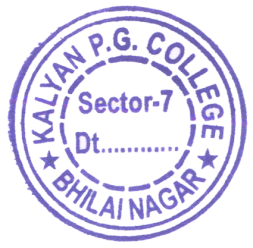 KALYAN P.G. COLLEGE
Sector-7
Dt............
★ BHILAI NAGAR ★